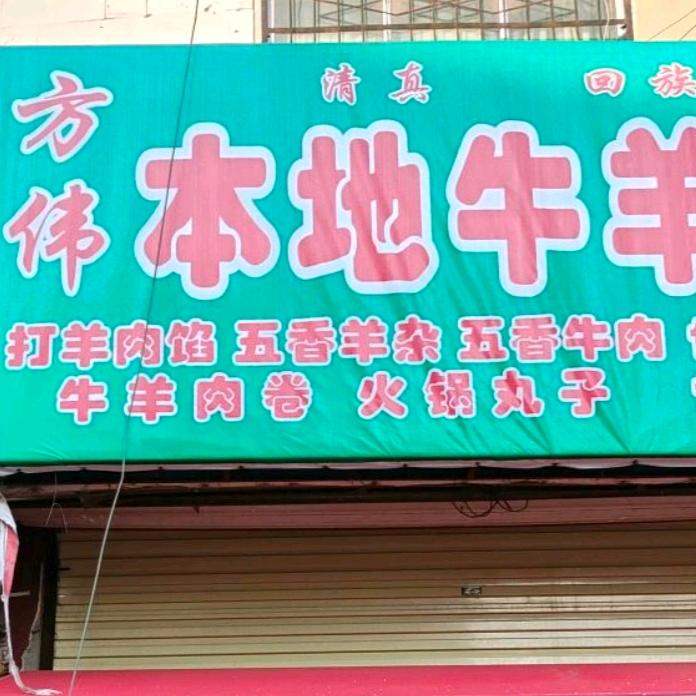 清真 回族
方伟
本地牛羊
打羊肉馅 五香羊杂 五香牛肉
牛羊肉卷 火锅丸子